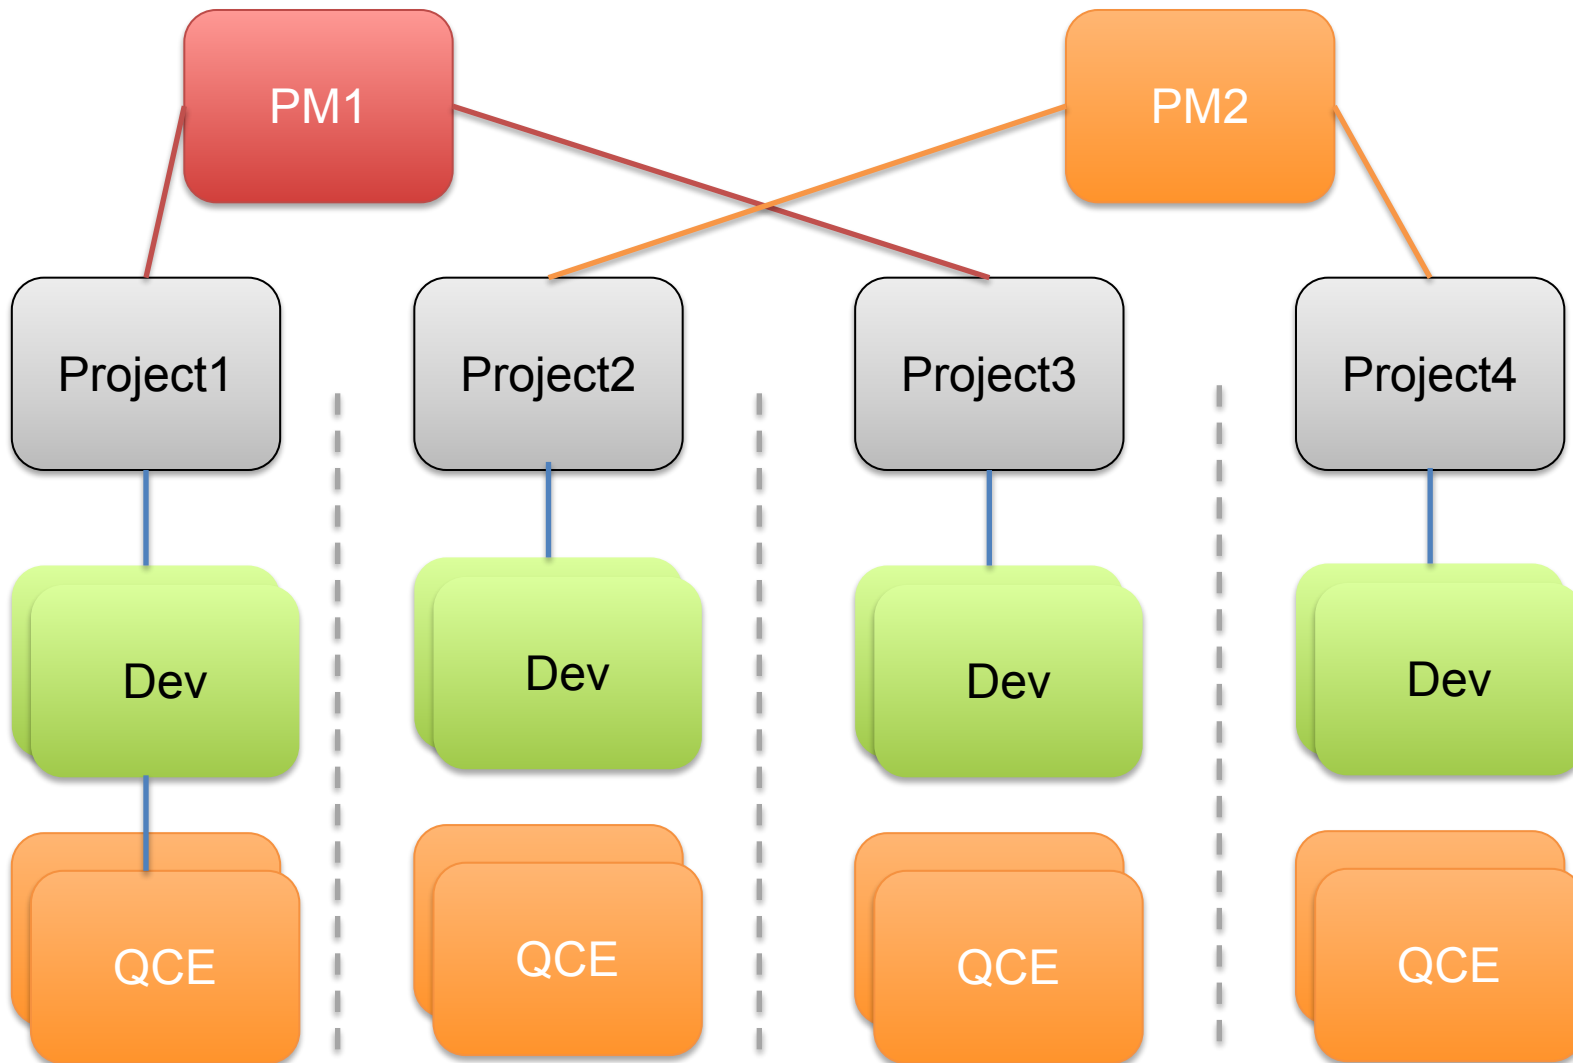 PM1
PM2
Project1
Project2
Project3
Project4
Dev
Dev
Dev
Dev
QCE
QCE
QCE
QCE